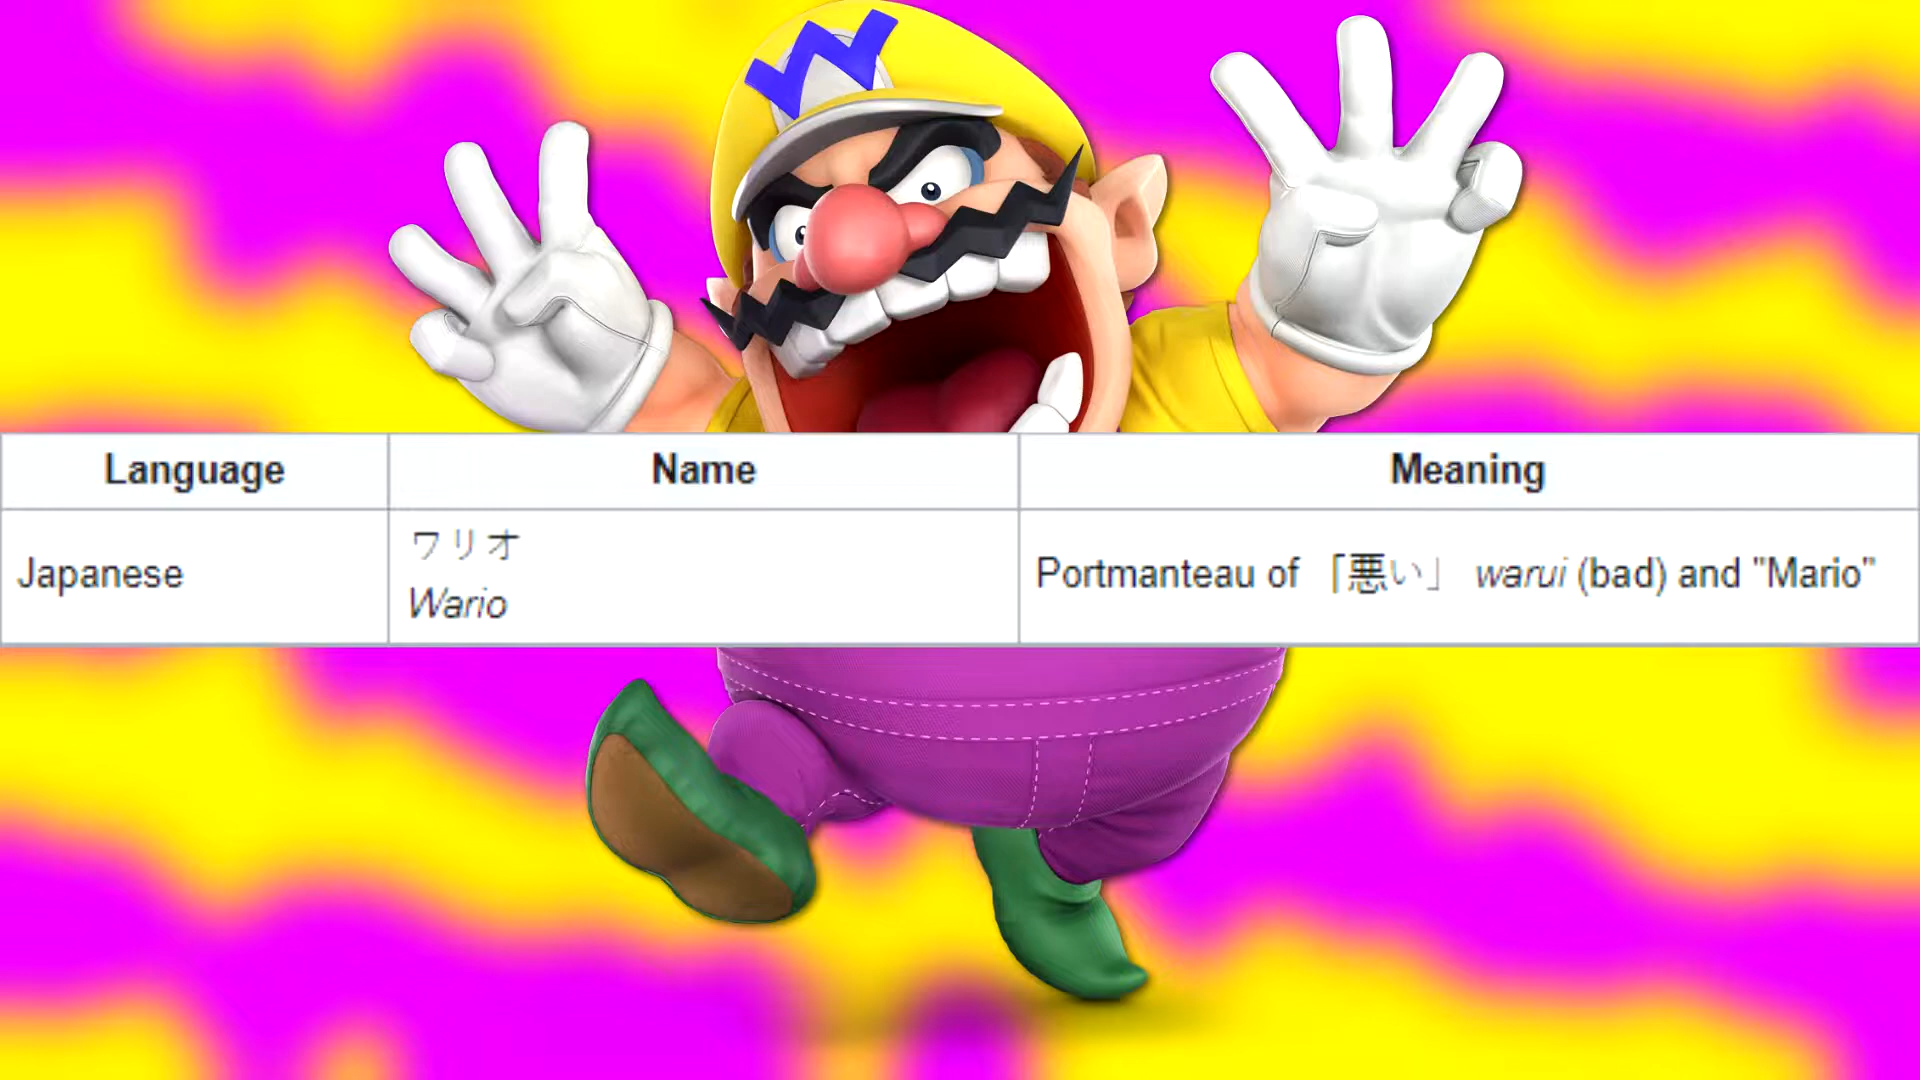 W
Language Name Meaning
Japanese
ワリオ
Wario
Portmanteau of 「悪い」 warui (bad) and "Mario"